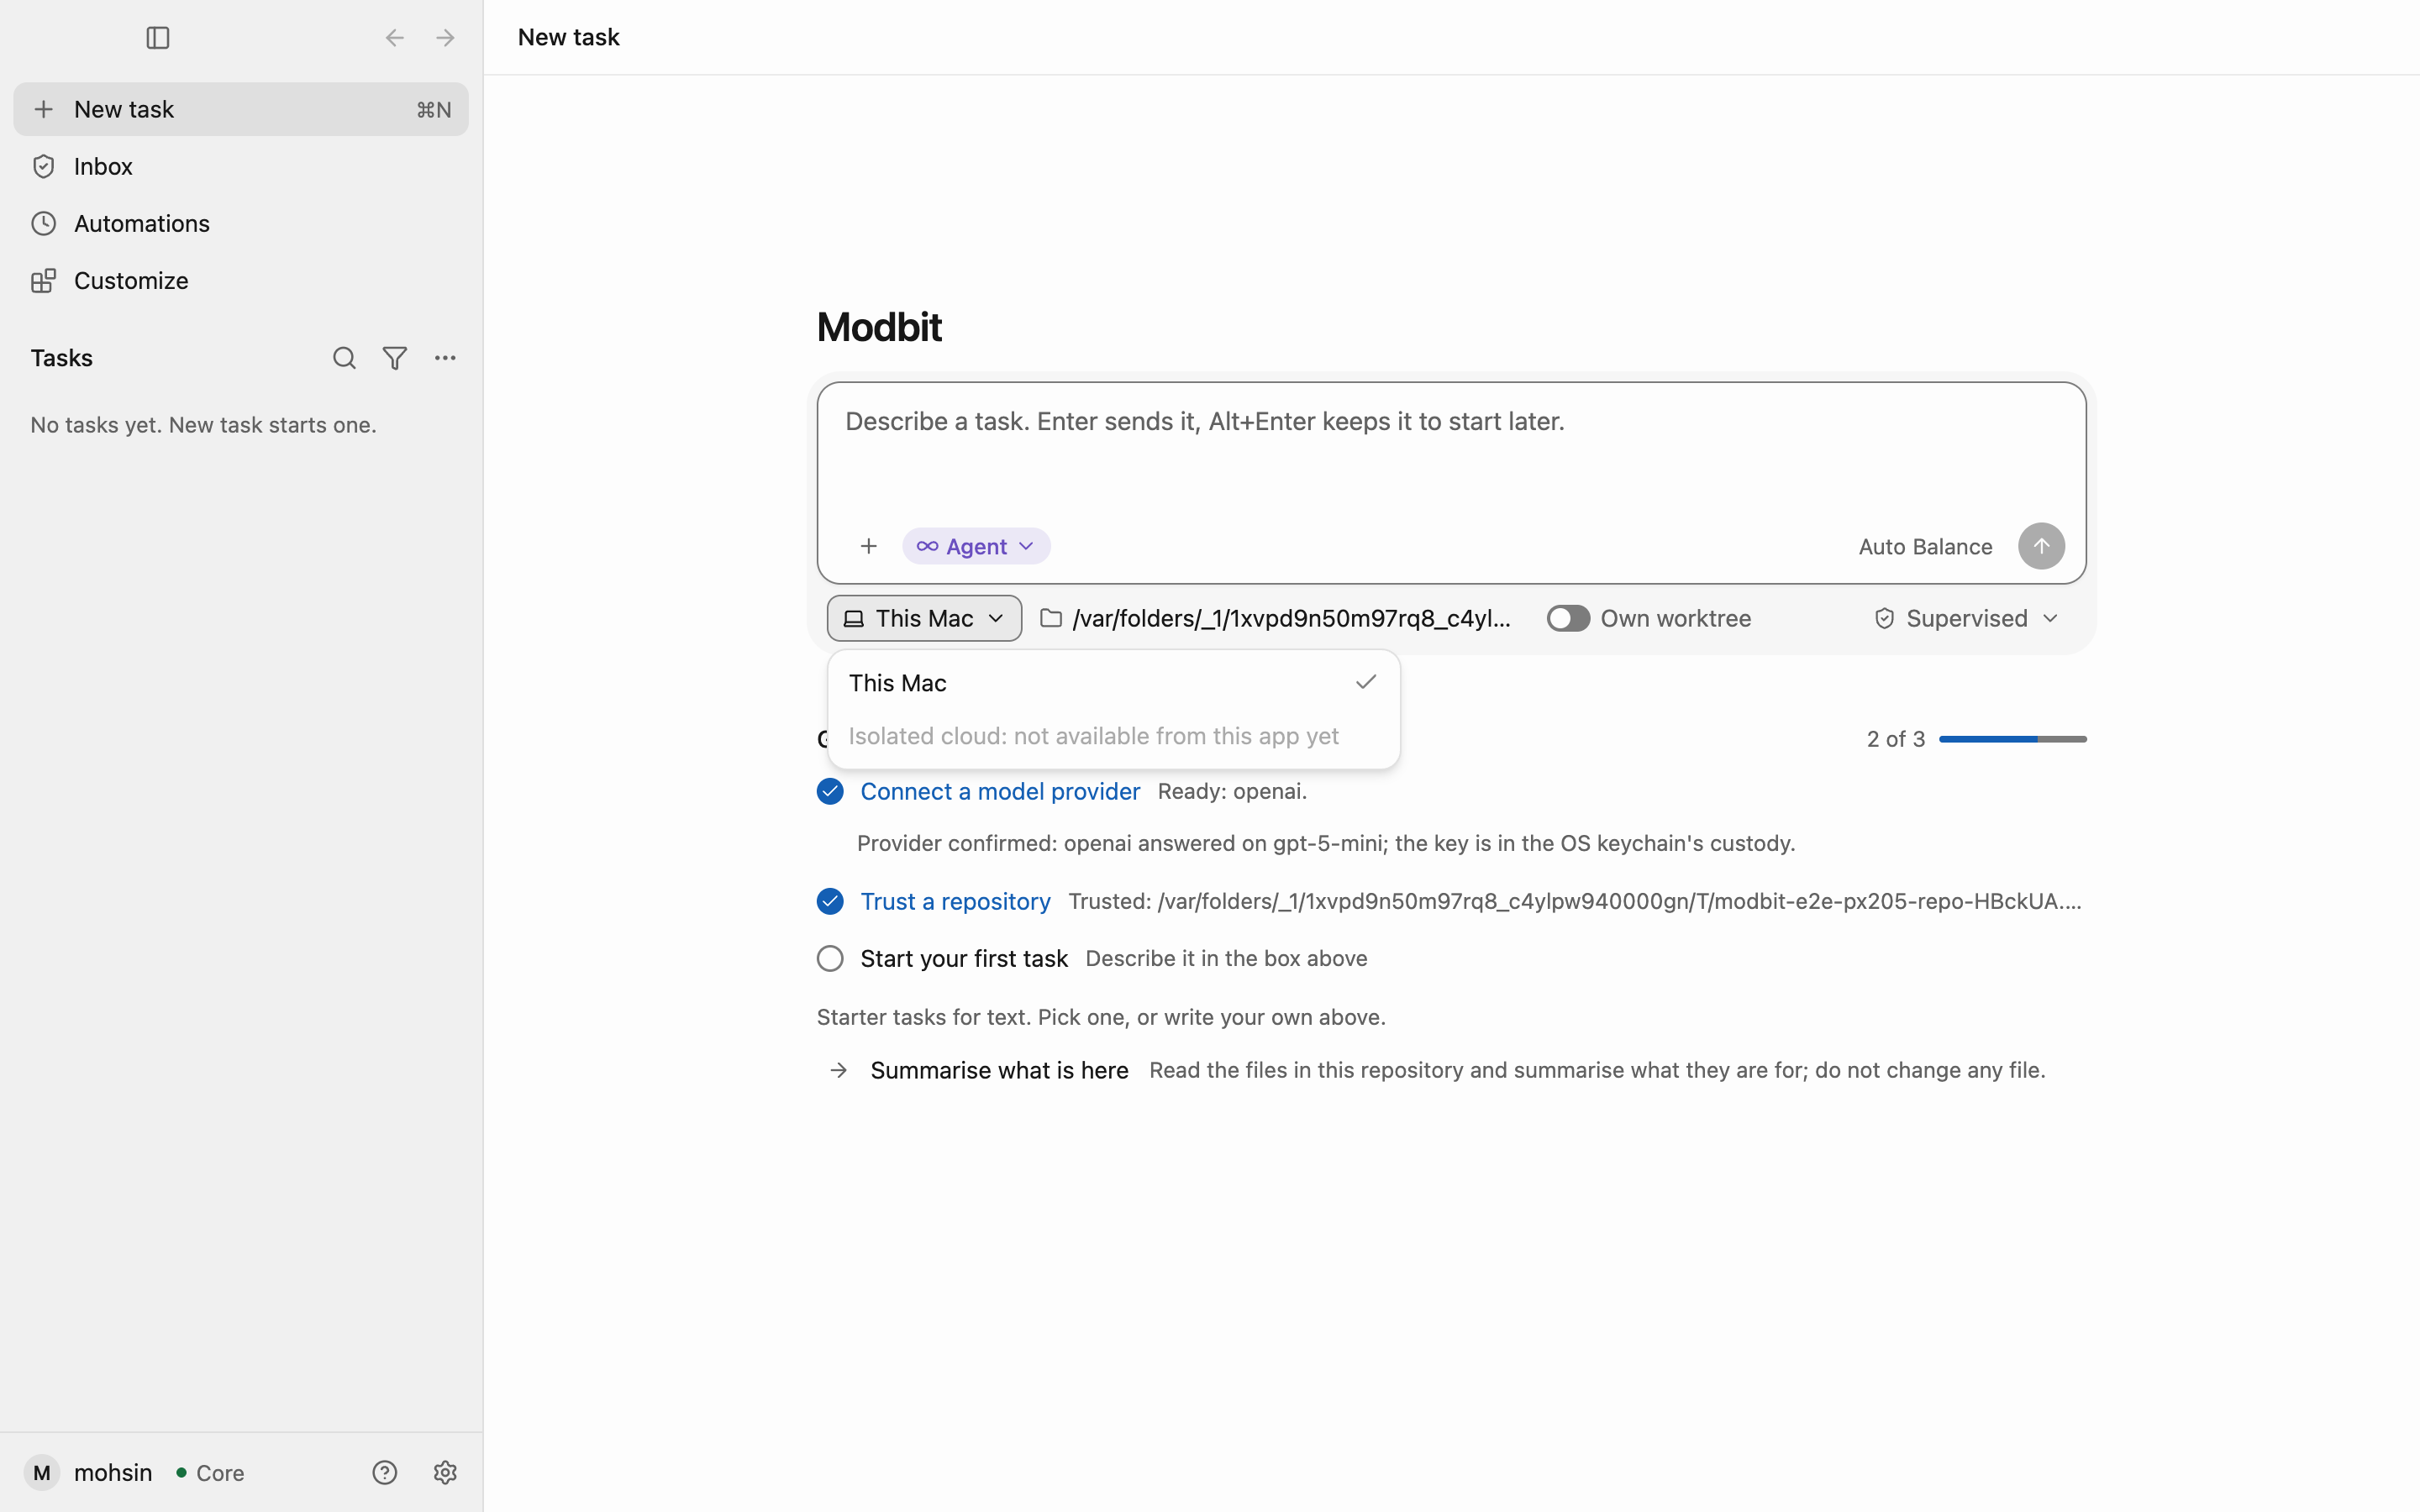 New task
New task ⌘N
Inbox
Automations
Customize
Tasks
No tasks yet. New task starts one.
Modbit
Describe a task. Enter sends it, Alt+Enter keeps it to start later.
Agent
Auto Balance
This Mac
/var/folders/_1/1xvpd9n50m97rq8_c4yl...
Own worktree
Supervised
This Mac
Isolated cloud: not available from this app yet
2 of 3
Connect a model provider Ready: openai.
Provider confirmed: openai answered on gpt-5-mini; the key is in the OS keychain's custody.
Trust a repository Trusted: /var/folders/_1/1xvpd9n50m97rq8_c4ylpw940000gn/T/modbit-e2e-px205-repo-HBckUA....
Start your first task Describe it in the box above
Starter tasks for text. Pick one, or write your own above.
Summarise what is here Read the files in this repository and summarise what they are for; do not change any file.
M mohsin Core